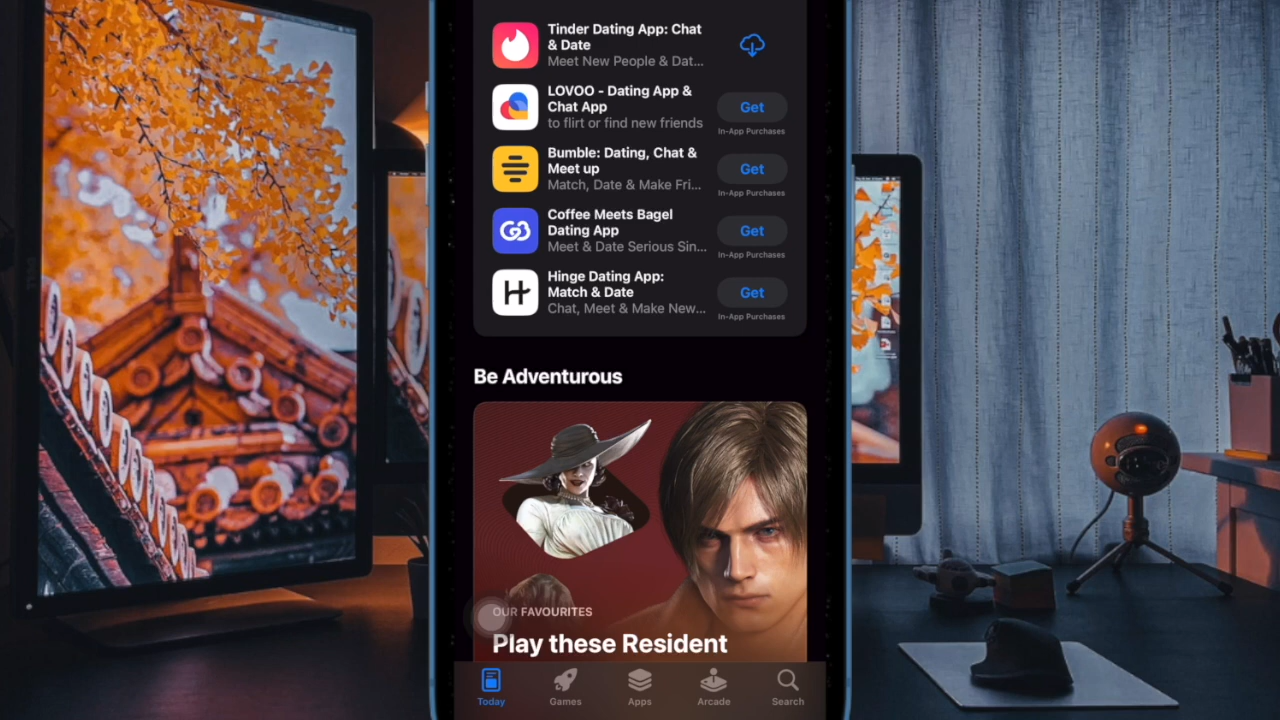 Tinder Dating App: Chat
& Date
Meet New People & Dat...
LOVOO - Dating App &
Chat App
to flirt or find new friends
Get
In-App Purchases
Bumble: Dating, Chat &
Meet up
Match, Date & Make Fri...
Get
In-App Purchases
Coffee Meets Bagel
Dating App
Meet & Date Serious Sin...
Get
In-App Purchases
Hinge Dating App:
Match & Date
Chat, Meet & Make New...
Get
In-App Purchases
Be Adventurous
OUR FAVOURITES
Play these Resident
Today
Games
Apps
Arcade
Search